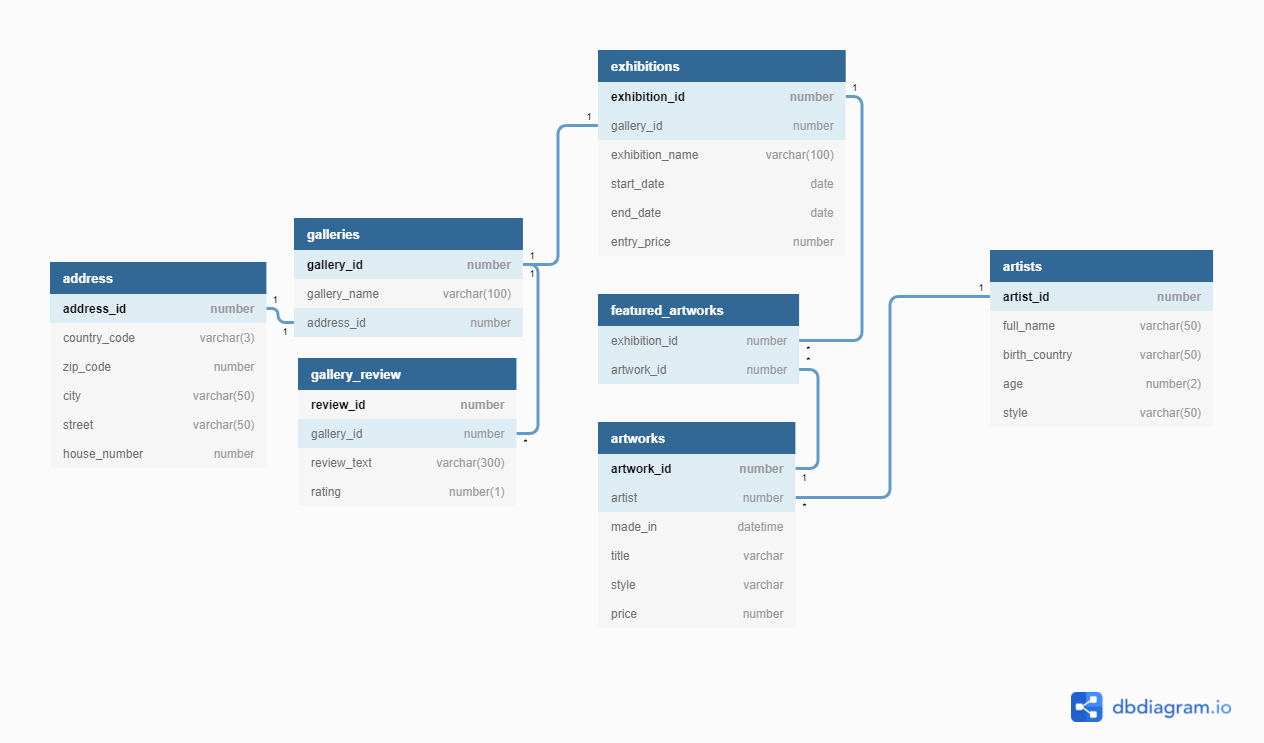 exhibitions
exhibition_id number
gallery_id number
exhibition_name varchar(100)
start_date date
end_date date
entry_price number
1
1
galleries
gallery_id number
gallery_name varchar(100)
address_id number
1
1
address
address_id number
country_code varchar(3)
zip_code number
city varchar(50)
street varchar(50)
house_number number
1
1
gallery_review
review_id number
gallery_id number
review_text varchar(300)
rating number(1)
*
featured_artworks
exhibition_id number
artwork_id number
*
*
artworks
artwork_id number
artist number
made_in datetime
title varchar
style varchar
price number
1
*
artists
artist_id number
full_name varchar(50)
birth_country varchar(50)
age number(2)
style varchar(50)
1
dbdiagram.io